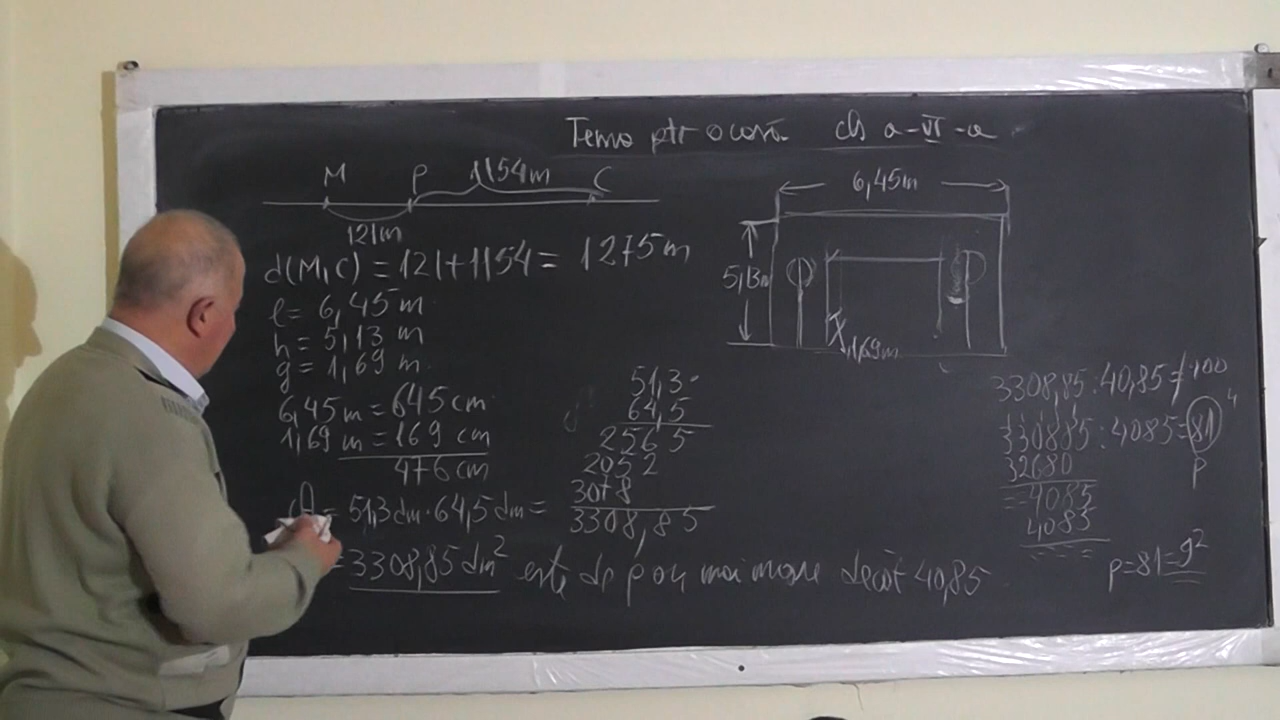 Tema ptr acasă cls a-VI-a
M P 1154m C
121m
d(M,C) = 121+1154 = 1275m
l = 6,45 m
h = 5,13 m
g = 1,69 m
6,45 m = 645 cm
1,69 m = 169 cm
476 cm
A = 51,3 dm · 64,5 dm =
= 3308,85 dm² este de p ori mai mare decât 40,85
51,3
64,5
2565
2052
3078
3308,85
6,45m
5,13m
1,69m
3308,85 : 40,85 = /·100
330885 : 4085 = 81
32680
p
= 4085
4085
p=81=9²